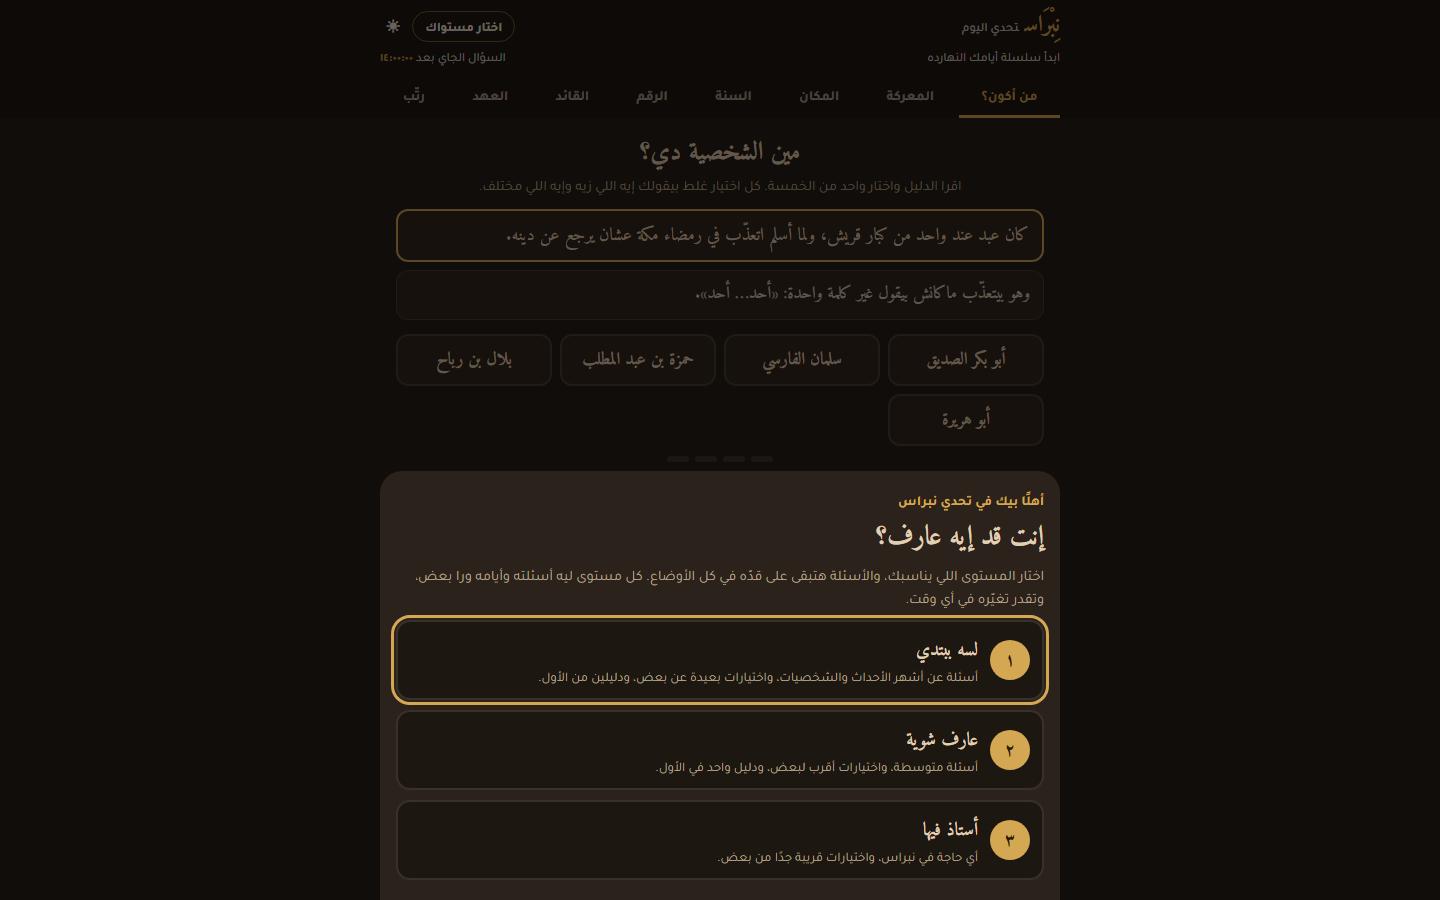 نِبْرَاس تحدي اليوم
اختار مستواك
ابدأ سلسلة أيامك النهارده
السؤال الجاي بعد ١٤:٠٠:٠٠
من أكون؟ المعركة المكان السنة الرقم القائد العهد رتّب
مين الشخصية دي؟
اقرا الدليل واختار واحد من الخمسة. كل اختيار غلط بيقولك إيه اللي زيه وإيه اللي مختلف.
كان عبد عند واحد من كبار قريش، ولما أسلم اتعذّب في رمضاء مكة عشان يرجع عن دينه.
وهو بيتعذّب ماكانش بيقول غير كلمة واحدة: «أحد... أحد».
أبو بكر الصديق سلمان الفارسي حمزة بن عبد المطلب بلال بن رباح
أبو هريرة
أهلًا بيك في تحدي نبراس
إنت قد إيه عارف؟
اختار المستوى اللي يناسبك، والأسئلة هتبقى على قدّه في كل الأوضاع. كل مستوى ليه أسئلته وأيامه ورا بعض،
وتقدر تغيّره في أي وقت.
١ لسه ببتدي
أسئلة عن أشهر الأحداث والشخصيات، واختيارات بعيدة عن بعض، ودليلين من الأول.
٢ عارف شوية
أسئلة متوسطة، واختيارات أقرب لبعض، ودليل واحد في الأول.
٣ أستاذ فيها
أي حاجة في نبراس، واختيارات قريبة جدًا من بعض.